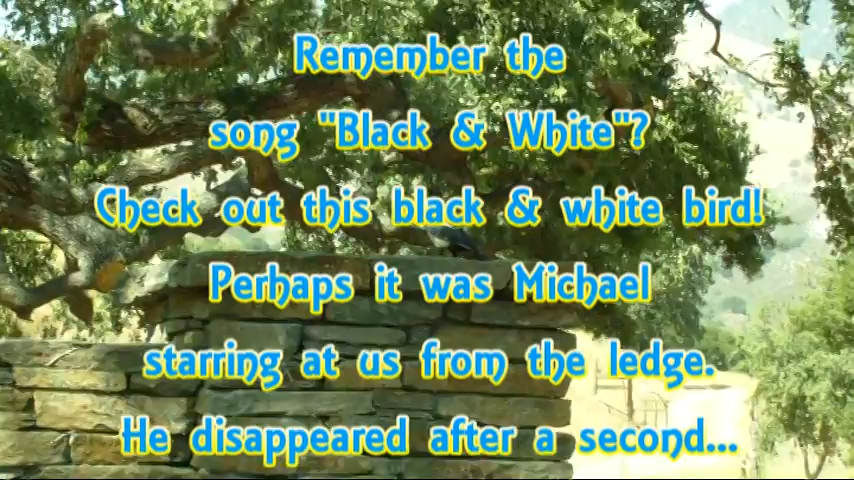 Remember the
song "Black & White"?
Check out this black & white bird!
Perhaps it was Michael
starring at us from the ledge.
He disappeared after a second...